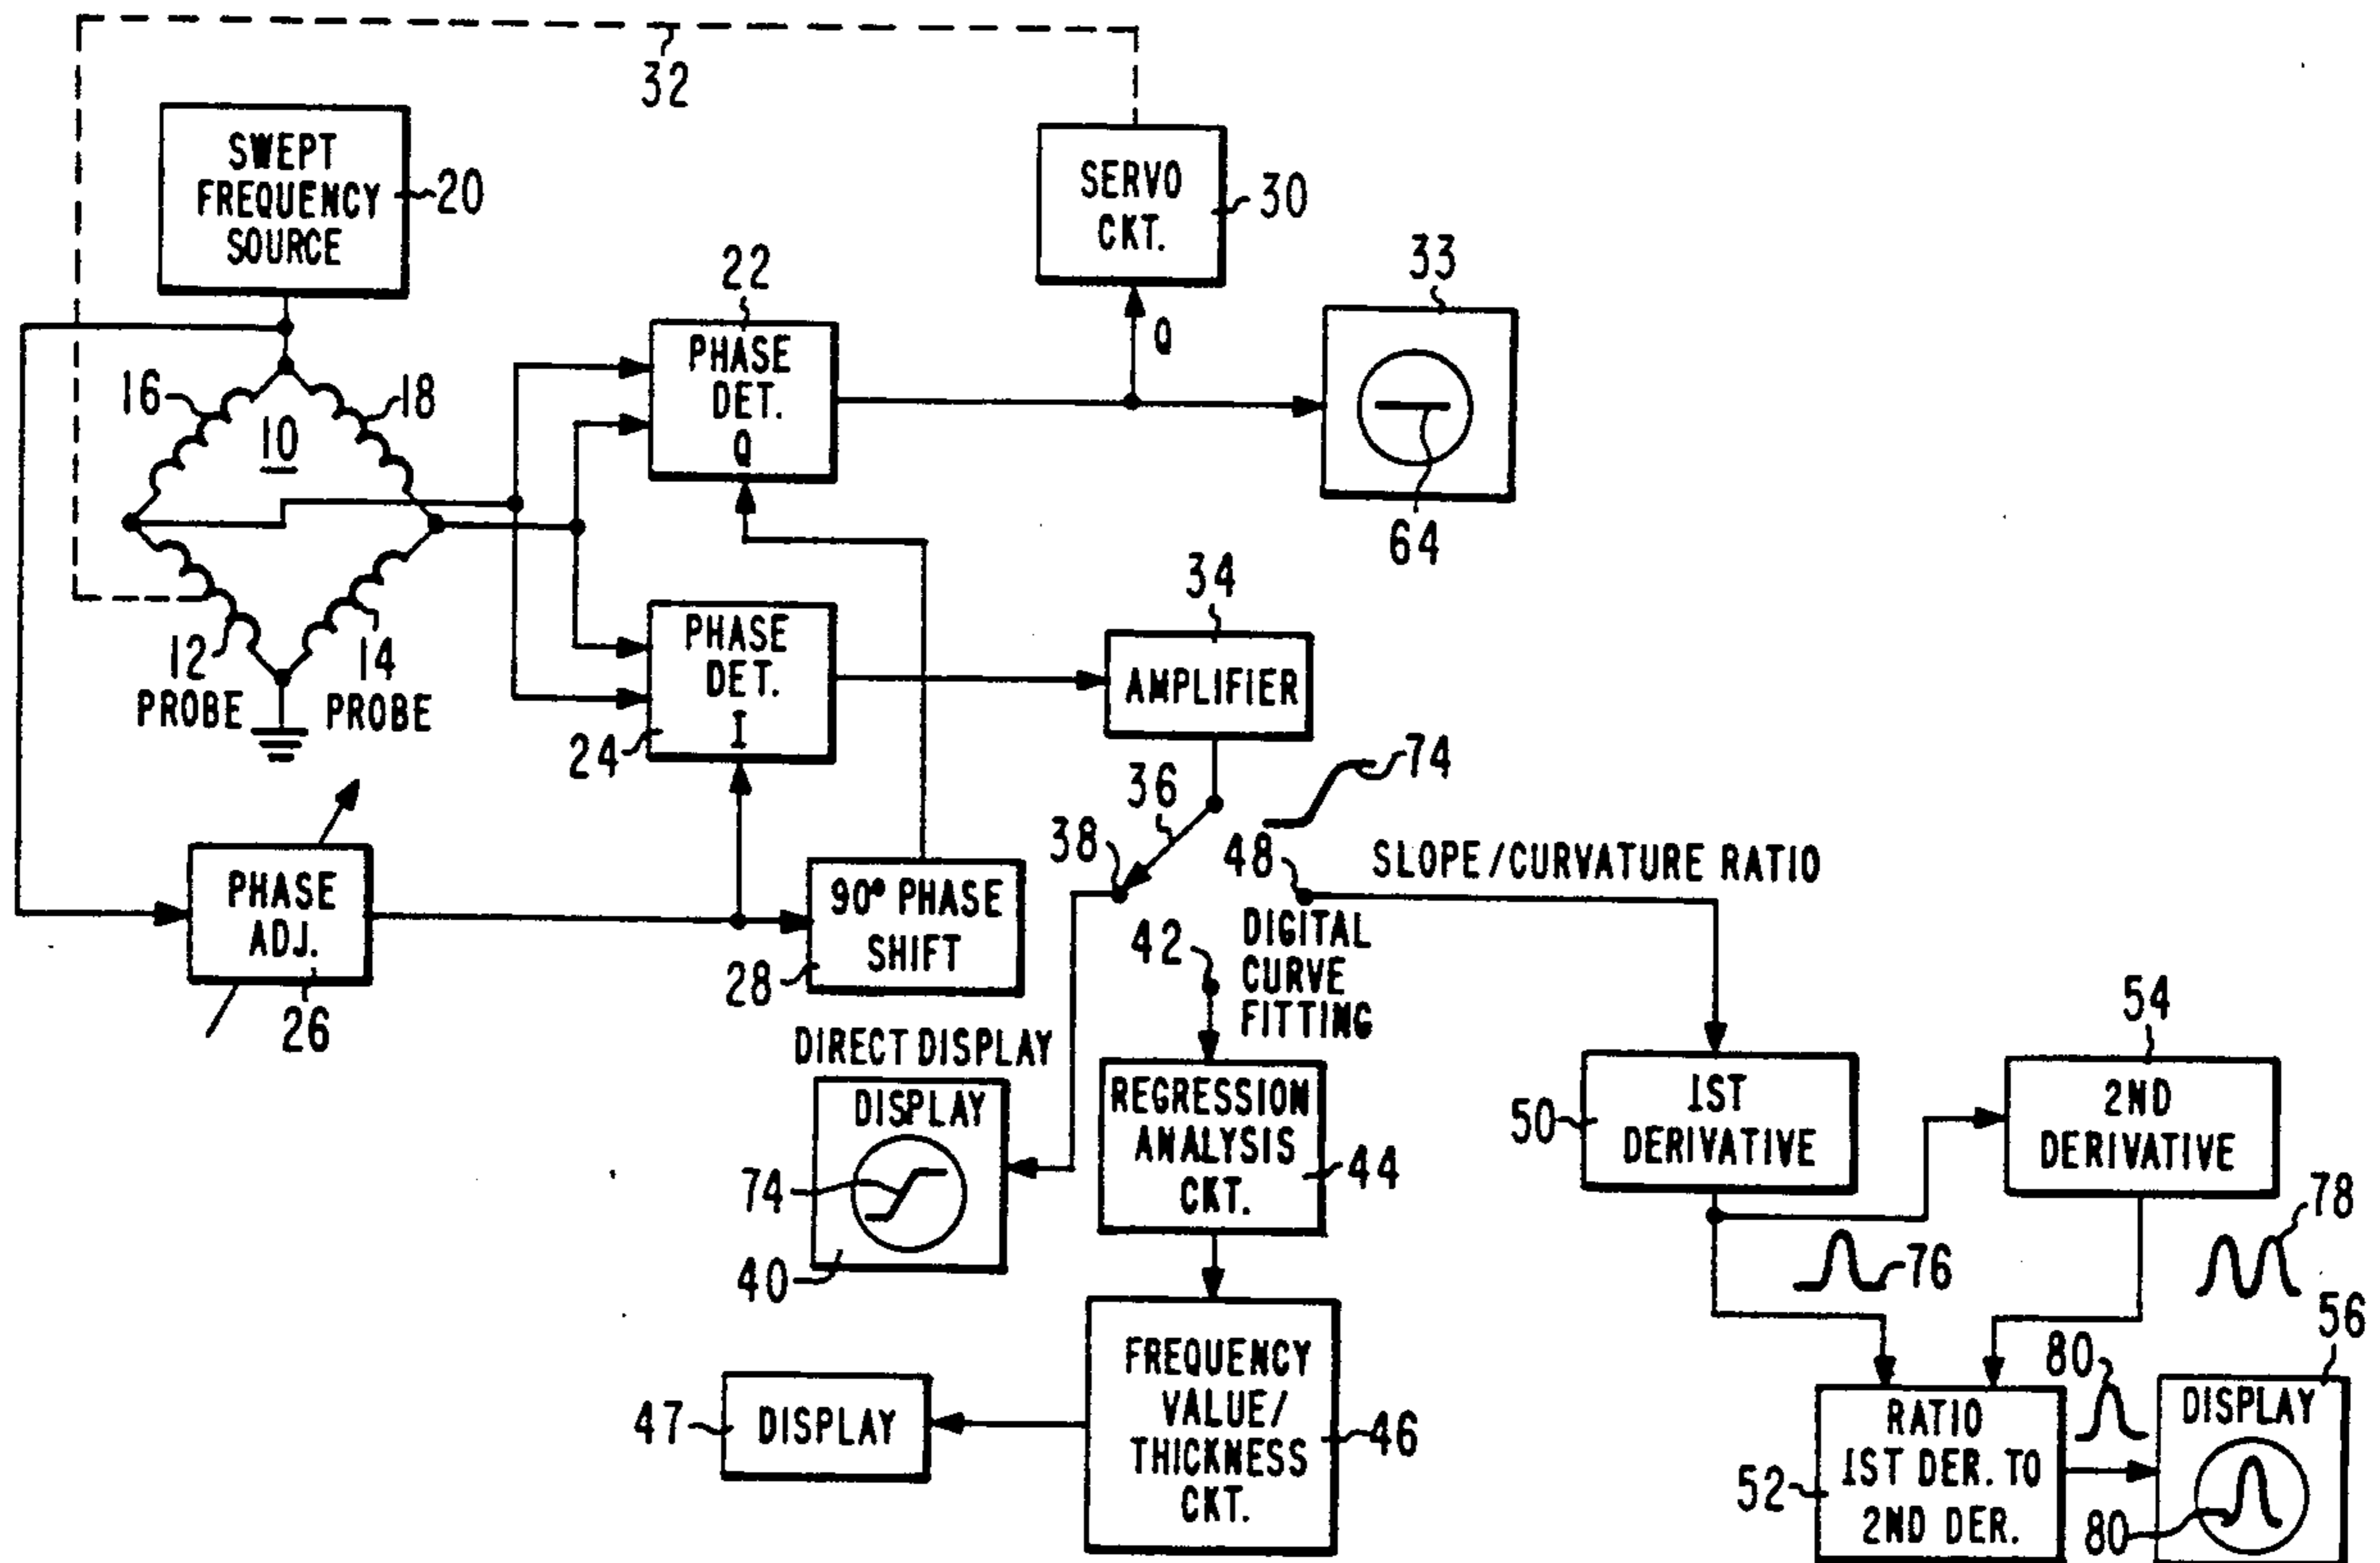 32
SWEPT
FREQUENCY
SOURCE
20
SERVO
CKT.
30
22
33
PHASE
DET.
Q
Q
16
18
10
64
12
PROBE
14
PROBE
PHASE
DET.
I
24
34
AMPLIFIER
36
74
38
48
SLOPE/CURVATURE RATIO
PHASE
ADJ.
26
90° PHASE
SHIFT
28
42
DIGITAL
CURVE
FITTING
DIRECT DISPLAY
DISPLAY
74
40
REGRESSION
ANALYSIS
CKT.
44
50
1ST
DERIVATIVE
54
2ND
DERIVATIVE
76
78
47
DISPLAY
FREQUENCY
VALUE/
THICKNESS
CKT.
46
52
RATIO
1ST DER. TO
2ND DER.
80
56
DISPLAY
80